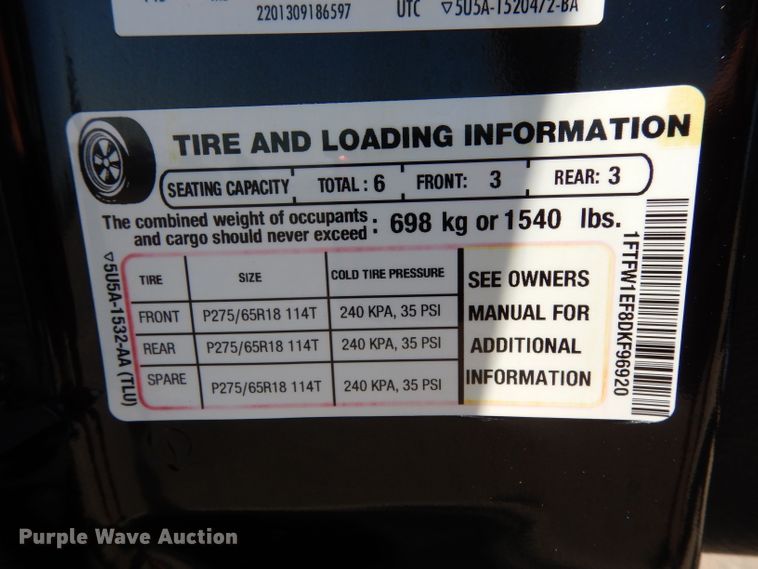 2201309186597 UTC ▽5U5A-1520472-BA
TIRE AND LOADING INFORMATION
SEATING CAPACITY TOTAL : 6 FRONT: 3 REAR: 3
The combined weight of occupants
and cargo should never exceed : 698 kg or 1540 lbs.
TIRE SIZE COLD TIRE PRESSURE
FRONT P275/65R18 114T 240 KPA, 35 PSI
REAR P275/65R18 114T 240 KPA, 35 PSI
SPARE P275/65R18 114T 240 KPA, 35 PSI
SEE OWNERS
MANUAL FOR
ADDITIONAL
INFORMATION
▽5U5A-1532-AA (TLU)
1FTFW1EF8DKF96920
Purple Wave Auction